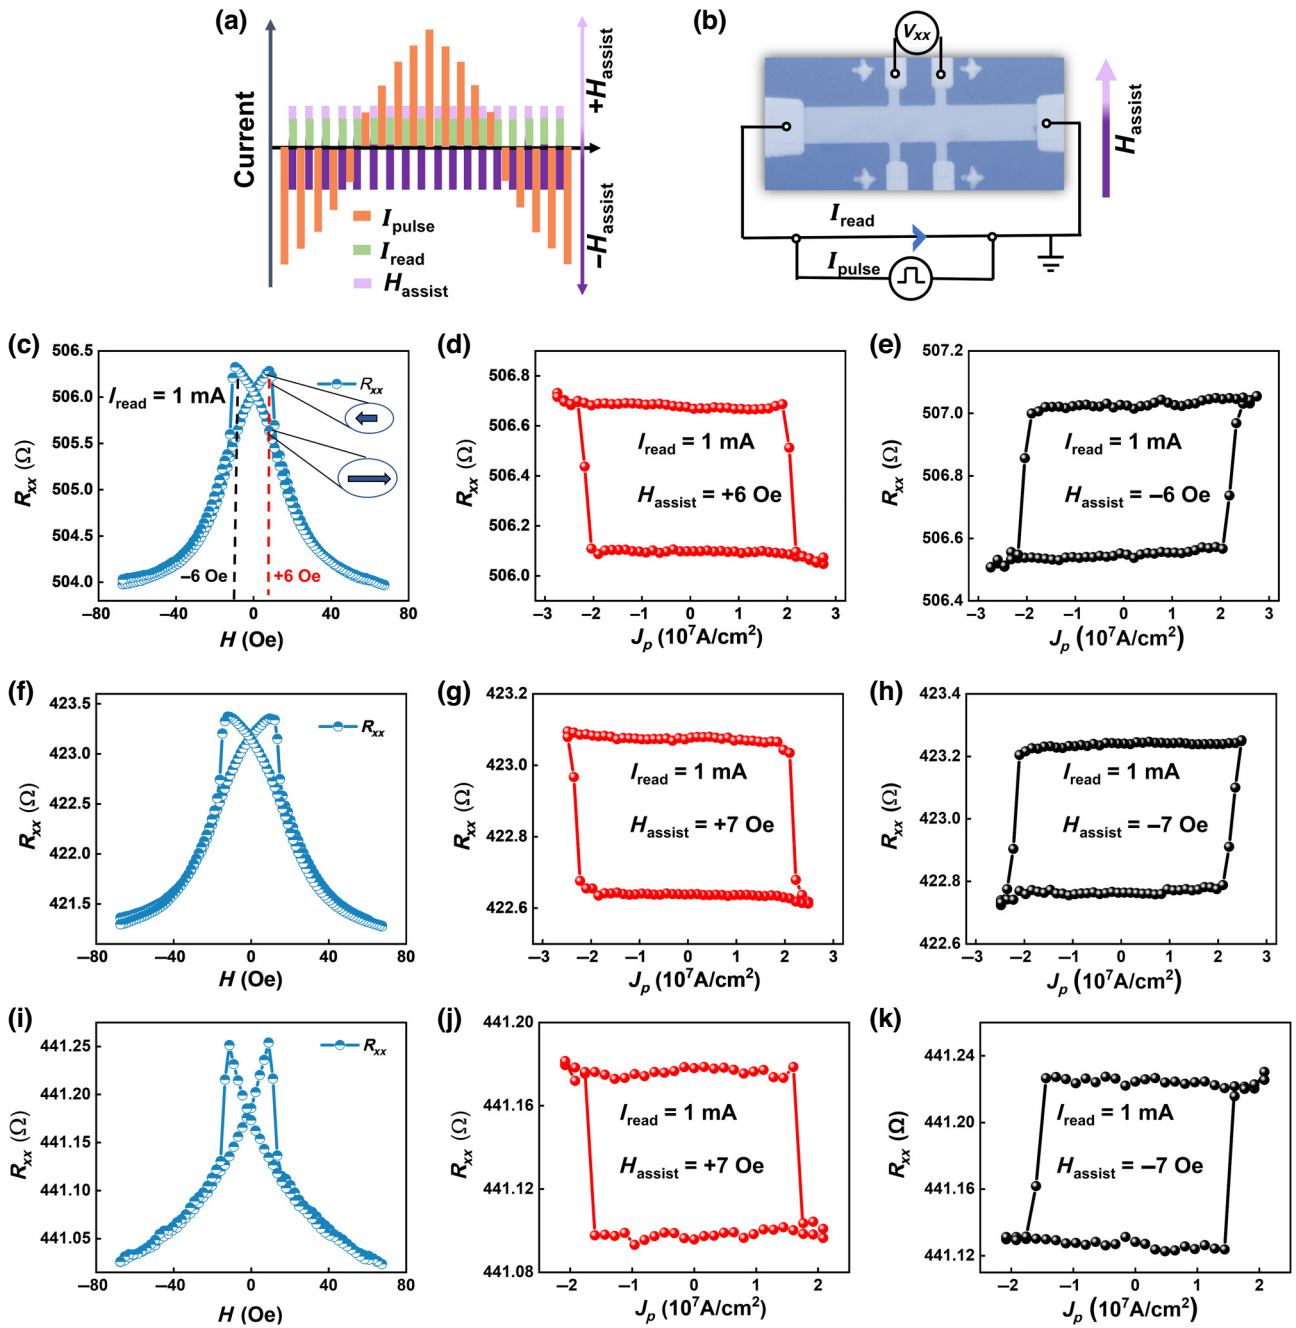 (a)
Current
+H_assist
–H_assist
I_pulse
I_read
H_assist
(b)
V_xx
H_assist
I_read
I_pulse
(c)
R_xx (Ω)
506.5
506.0
505.5
505.0
504.5
504.0
I_read = 1 mA
R_xx
–6 Oe
+6 Oe
–80 –40 0 40 80
H (Oe)
(d)
R_xx (Ω)
506.8
506.6
506.4
506.2
506.0
I_read = 1 mA
H_assist = +6 Oe
–3 –2 –1 0 1 2 3
J_p (10^7A/cm^2)
(e)
R_xx (Ω)
507.2
507.0
506.8
506.6
506.4
I_read = 1 mA
H_assist = –6 Oe
–3 –2 –1 0 1 2 3
J_p (10^7A/cm^2)
(f)
R_xx (Ω)
423.5
423.0
422.5
422.0
421.5
R_xx
–80 –40 0 40 80
H (Oe)
(g)
R_xx (Ω)
423.2
423.0
422.8
422.6
I_read = 1 mA
H_assist = +7 Oe
–3 –2 –1 0 1 2 3
J_p (10^7A/cm^2)
(h)
R_xx (Ω)
423.4
423.2
423.0
422.8
422.6
I_read = 1 mA
H_assist = –7 Oe
–3 –2 –1 0 1 2 3
J_p (10^7A/cm^2)
(i)
R_xx (Ω)
441.25
441.20
441.15
441.10
441.05
R_xx
–80 –40 0 40 80
H (Oe)
(j)
R_xx (Ω)
441.20
441.16
441.12
441.08
I_read = 1 mA
H_assist = +7 Oe
–2 –1 0 1 2
J_p (10^7A/cm^2)
(k)
R_xx (Ω)
441.24
441.20
441.16
441.12
I_read = 1 mA
H_assist = –7 Oe
–2 –1 0 1 2
J_p (10^7A/cm^2)